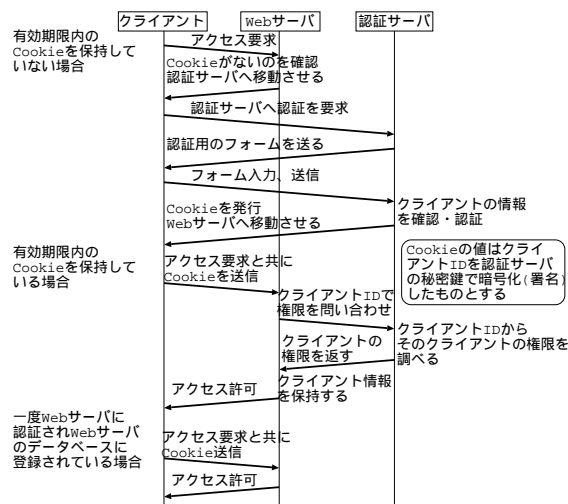 クライアント
Webサーバ
認証サーバ
有効期限内の
Cookieを保持して
いない場合
アクセス要求
Cookieがないのを確認
認証サーバへ移動させる
認証サーバへ認証を要求
認証用のフォームを送る
フォーム入力、送信
クライアントの情報
を確認・認証
Cookieを発行
Webサーバへ移動させる
有効期限内の
Cookieを保持して
いる場合
アクセス要求と共に
Cookieを送信
Cookieの値はクライ
アントIDを認証サーバ
の秘密鍵で暗号化(署名)
したものとする
クライアントIDで
権限を問い合わせ
クライアントIDから
そのクライアントの権限を
調べる
クライアントの
権限を返す
クライアント情報
を保持する
アクセス許可
一度Webサーバに
認証されWebサーバ
のデータベースに
登録されている場合
アクセス要求と共に
Cookie送信
アクセス許可